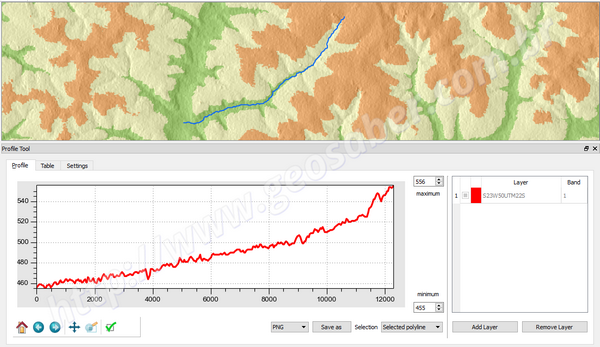 Profile Tool
Profile
Table
Settings
556
maximum
540
520
500
480
460
0
2000
4000
6000
8000
10000
12000
minimum
455
Layer
Band
1
S23W50UTM22S
1
PNG
Save as
Selection
Selected polyline
Add Layer
Remove Layer
http://www.geosaber.com.br